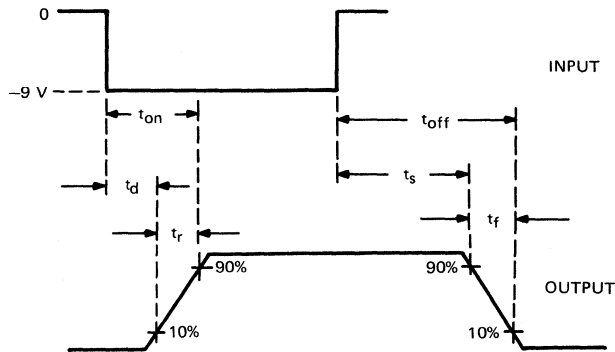 0
INPUT
−9 V
ton
toff
td
ts
tr
tf
90%
90%
OUTPUT
10%
10%